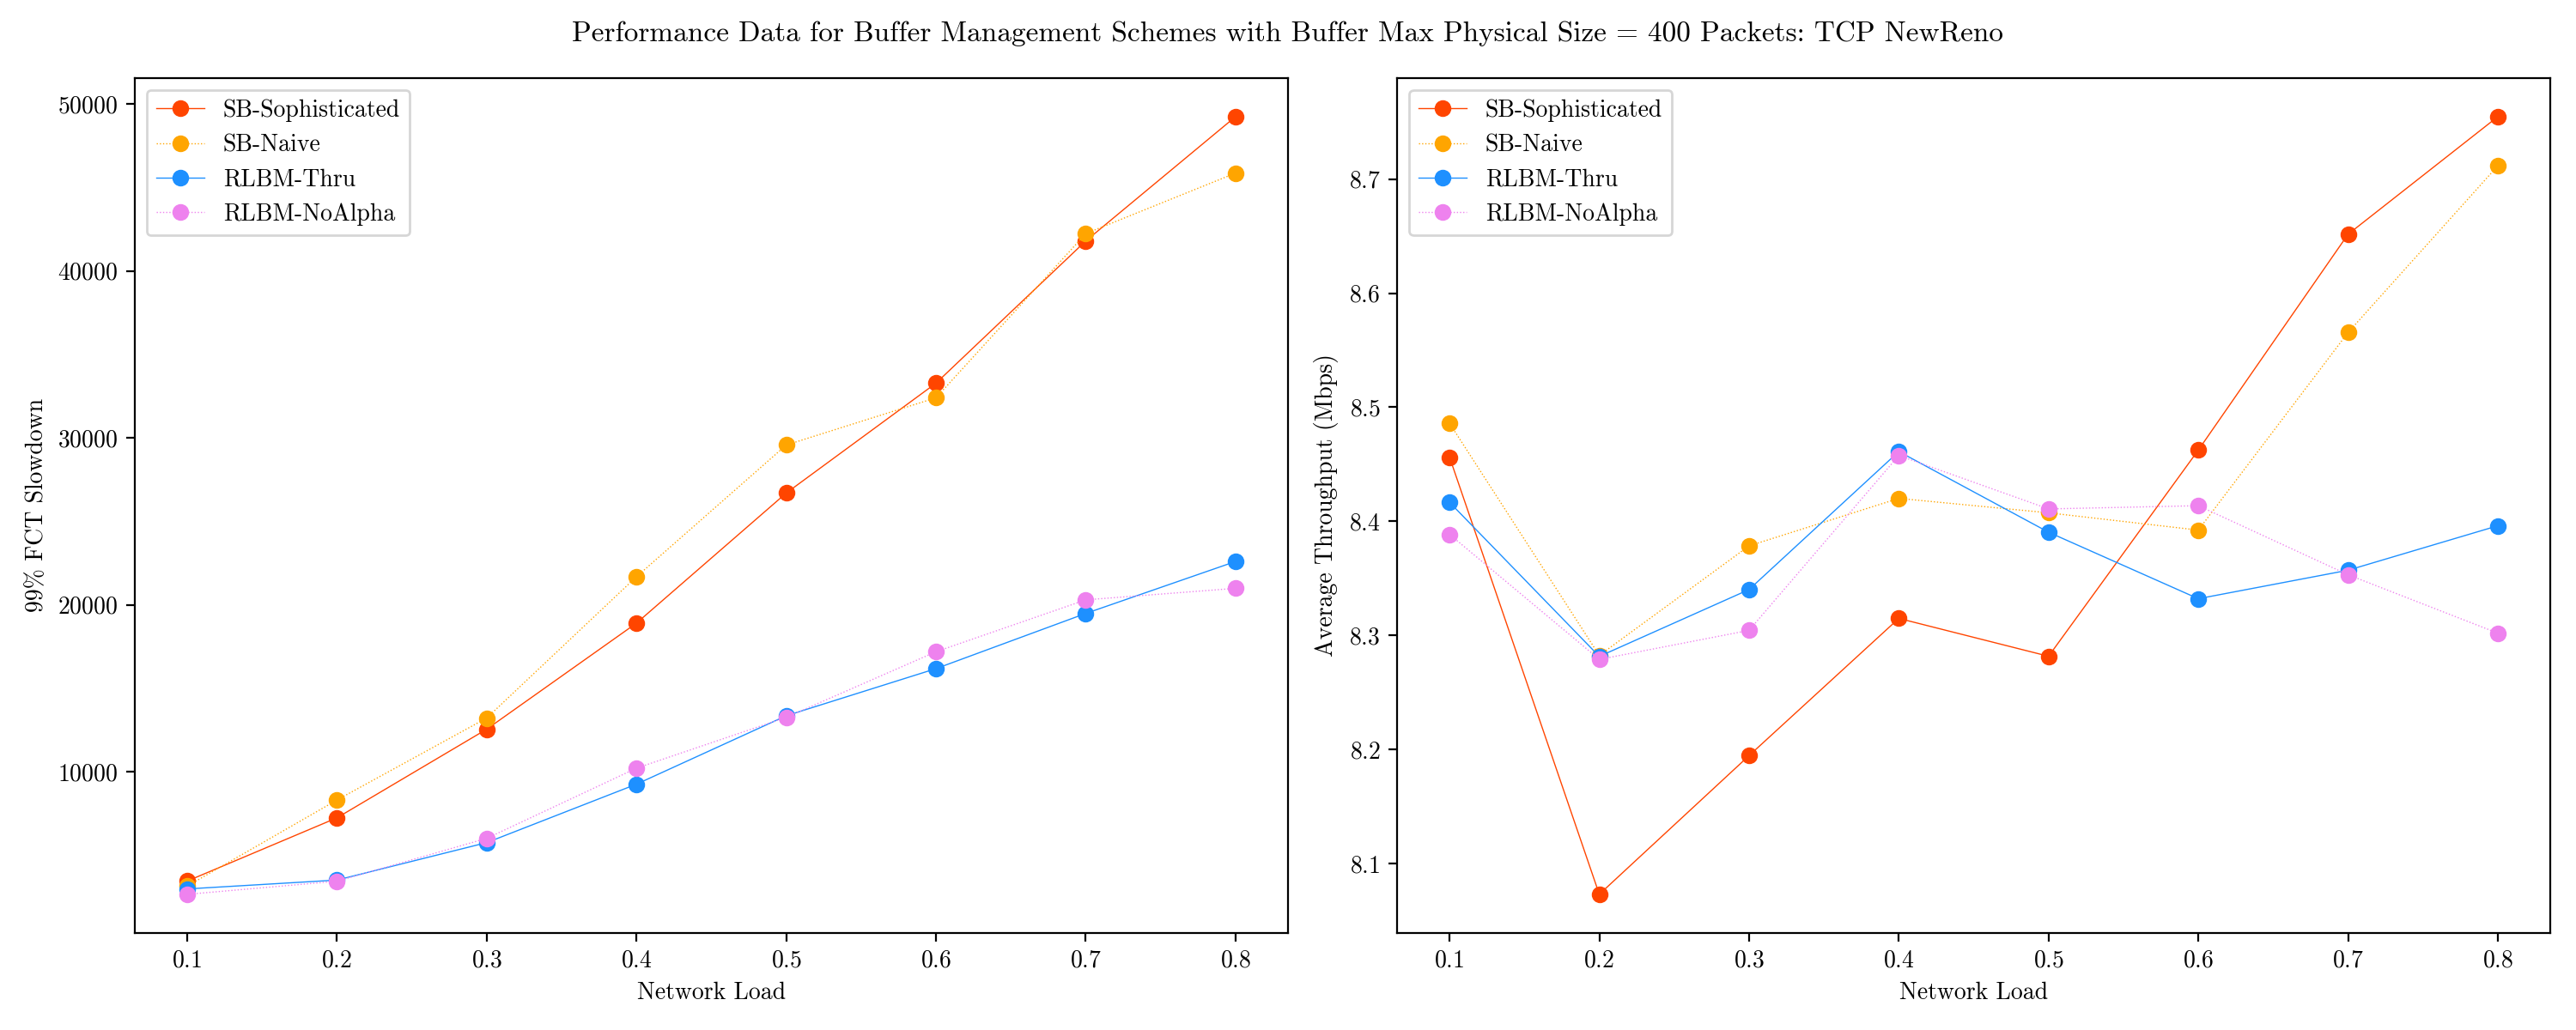 Performance Data for Buffer Management Schemes with Buffer Max Physical Size = 400 Packets: TCP NewReno
SB-Sophisticated
SB-Naive
RLBM-Thru
RLBM-NoAlpha
99% FCT Slowdown
50000
40000
30000
20000
10000
0.1 0.2 0.3 0.4 0.5 0.6 0.7 0.8
Network Load
SB-Sophisticated
SB-Naive
RLBM-Thru
RLBM-NoAlpha
Average Throughput (Mbps)
8.7
8.6
8.5
8.4
8.3
8.2
8.1
0.1 0.2 0.3 0.4 0.5 0.6 0.7 0.8
Network Load